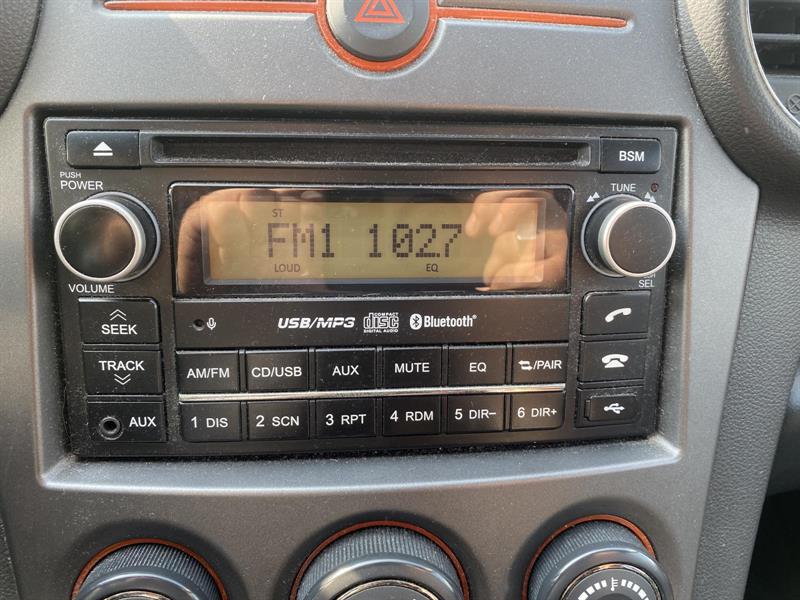 BSM
PUSH
POWER
TUNE
ST
FM1 1027
LOUD EQ
VOLUME
SEL
SEEK
USB/MP3 COMPACT disc DIGITAL AUDIO Bluetooth®
TRACK
AM/FM CD/USB AUX MUTE EQ /PAIR
AUX
1 DIS 2 SCN 3 RPT 4 RDM 5 DIR- 6 DIR+